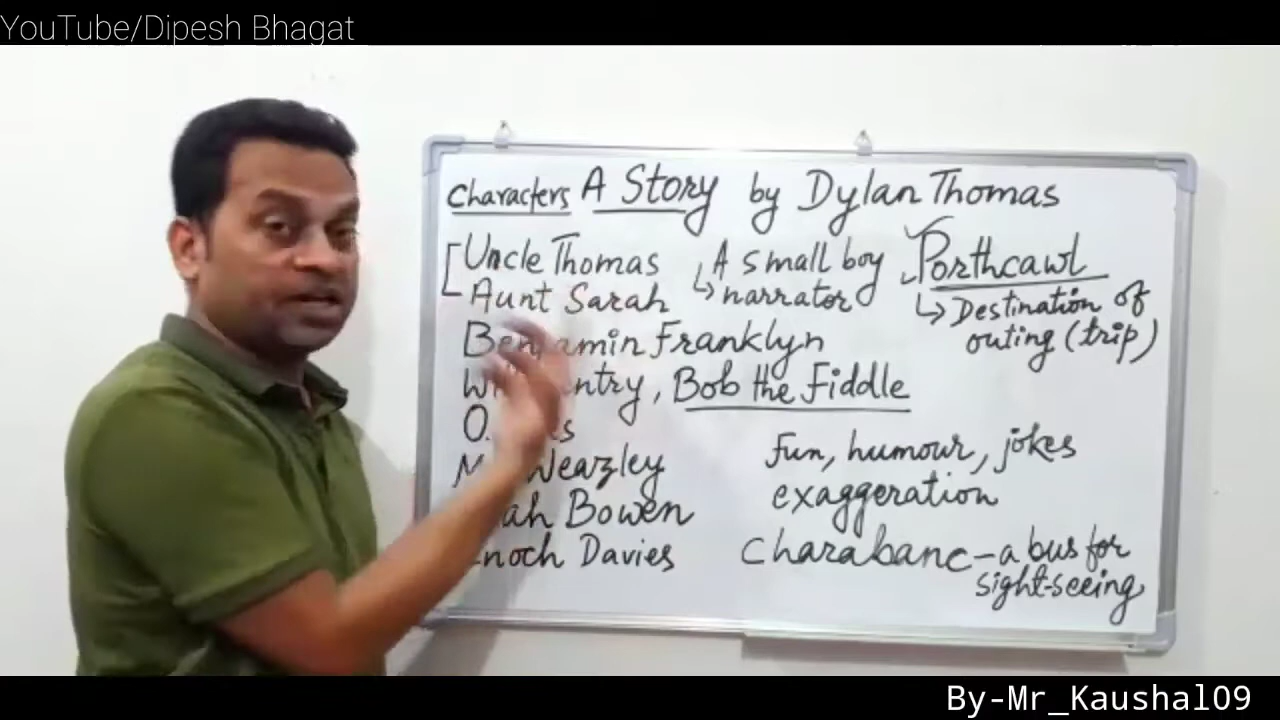 YouTube/Dipesh Bhagat
Characters A Story by Dylan Thomas
Uncle Thomas
Aunt Sarah
A small boy
narrator
Porthcawl
Destination of
outing (trip)
Benjamin Franklyn
Bob the Fiddle
Weazley
Bowen
Enoch Davies
Fun, humour, jokes
exaggeration
Charabanc - a bus for
sight-seeing
By-Mr_Kaushal09